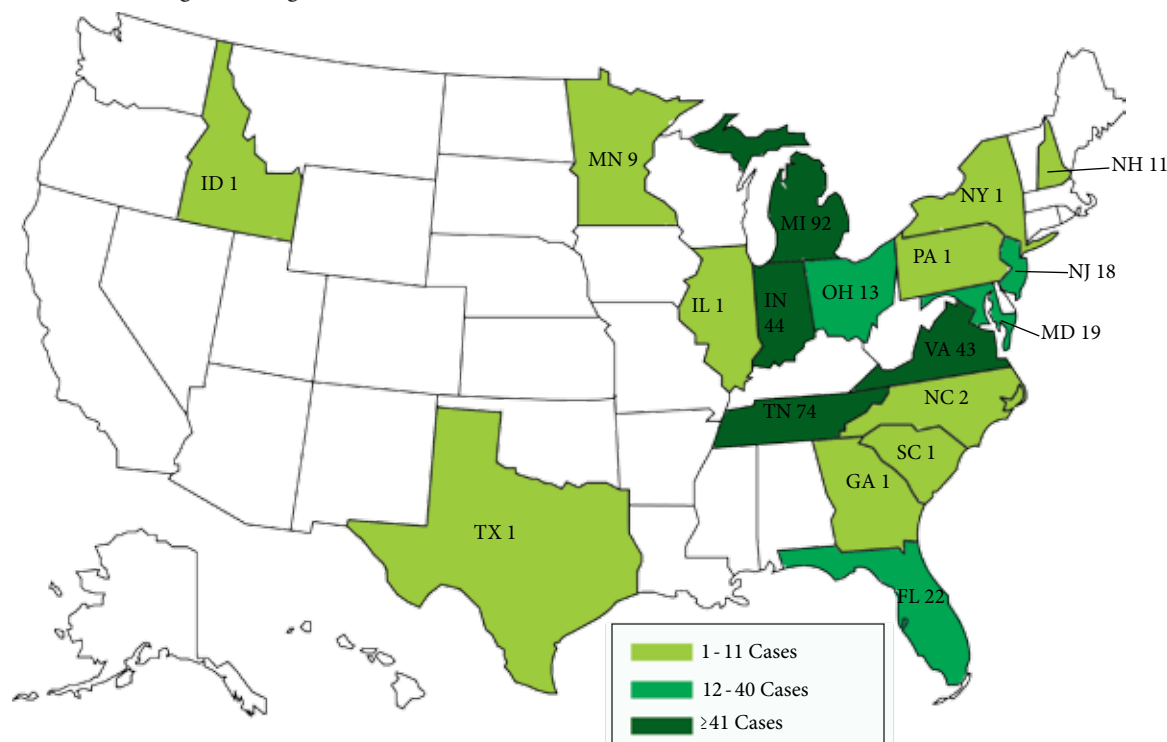 ID 1
MN 9
NH 11
NY 1
MI 92
PA 1
NJ 18
OH 13
IL 1
IN
44
MD 19
VA 43
NC 2
TN 74
SC 1
GA 1
TX 1
FL 22
1-11 Cases
12-40 Cases
≥41 Cases